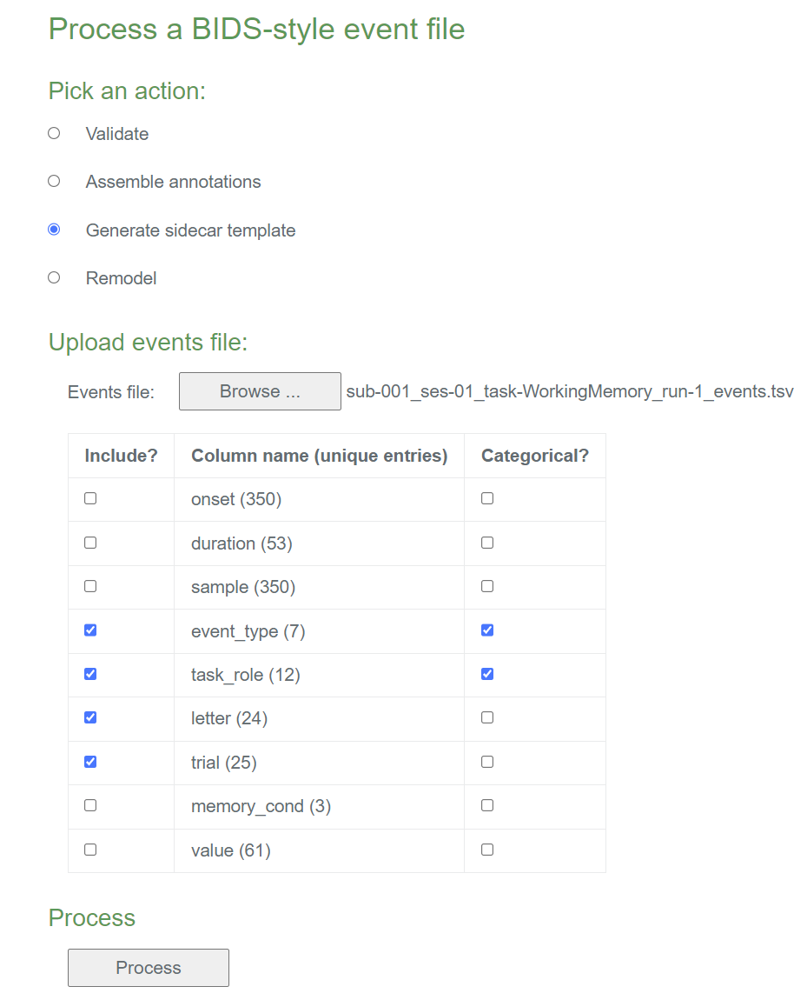 Process a BIDS-style event file
Pick an action:
Validate
Assemble annotations
Generate sidecar template
Remodel
Upload events file:
Events file: Browse ... sub-001_ses-01_task-WorkingMemory_run-1_events.tsv
Include? Column name (unique entries) Categorical?
onset (350)
duration (53)
sample (350)
event_type (7)
task_role (12)
letter (24)
trial (25)
memory_cond (3)
value (61)
Process
Process